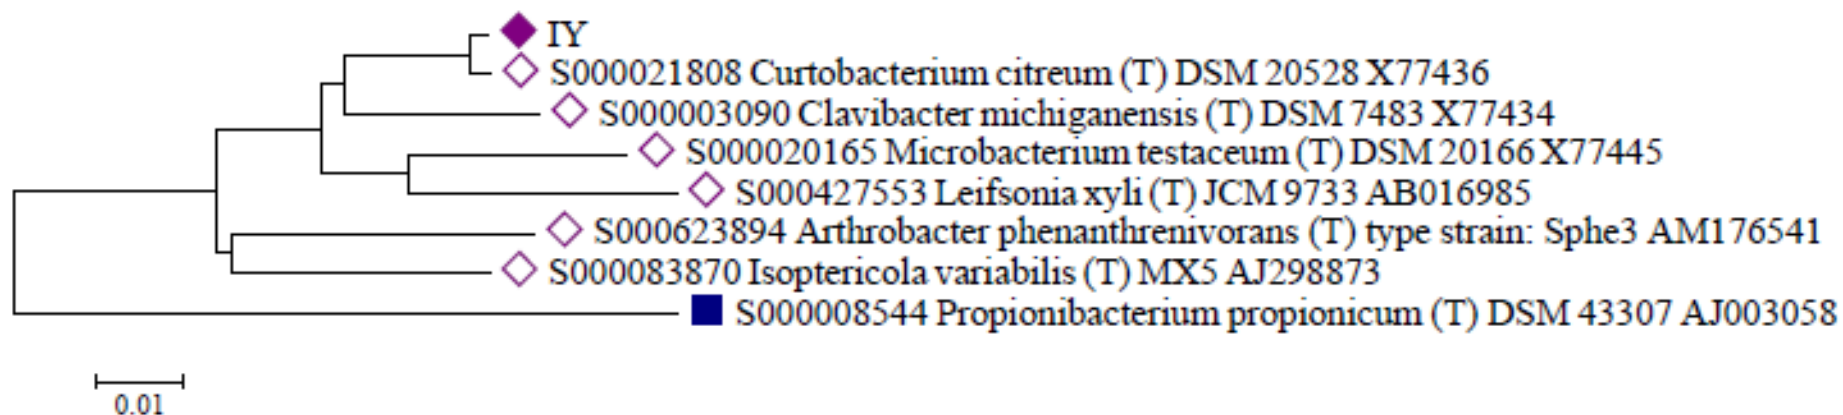 IY
S000021808 Curtobacterium citreum (T) DSM 20528 X77436
S000003090 Clavibacter michiganensis (T) DSM 7483 X77434
S000020165 Microbacterium testaceum (T) DSM 20166 X77445
S000427553 Leifsonia xyli (T) JCM 9733 AB016985
S000623894 Arthrobacter phenanthrenivorans (T) type strain: Sphe3 AM176541
S000083870 Isoptericola variabilis (T) MX5 AJ298873
S000008544 Propionibacterium propionicum (T) DSM 43307 AJ003058
0.01